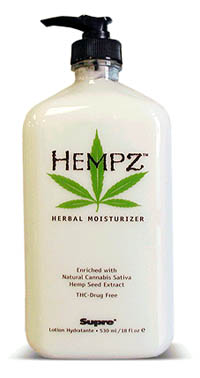 HEMPZ™
HERBAL MOISTURIZER
Enriched with
Natural Cannabis Sativa
Hemp Seed Extract
THC-Drug Free
Supre®
Lotion Hydratante • 530 ml/18 fl oz e